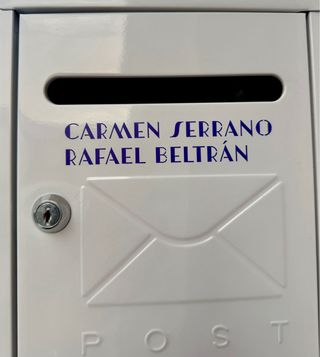 CARMEN SERRANO
RAFAEL BELTRÁN
POST